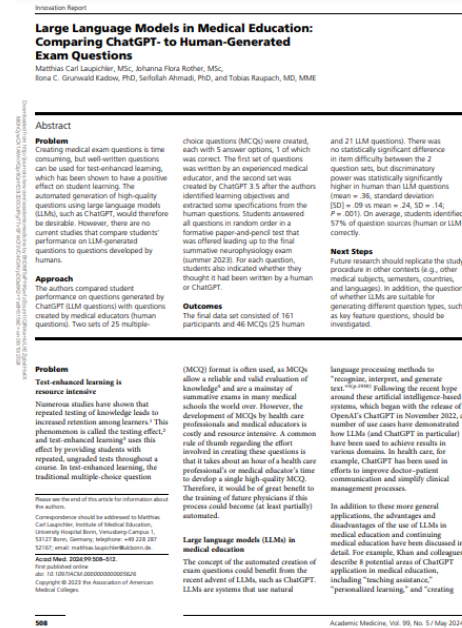 Innovation Report
Large Language Models in Medical Education:
Comparing ChatGPT- to Human-Generated
Exam Questions
Matthias Carl Laupichler, MSc, Johanna Flora Rother, MSc,
Ilona C. Grunwald Kadow, PhD, Seifollah Ahmadi, PhD, and Tobias Raupach, MD, MME
Abstract
Problem
Creating medical exam questions is time
consuming, but well-written questions
can be used for test-enhanced learning,
which has been shown to have a positive
effect on student learning. The
automated generation of high-quality
questions using large language models
(LLMs), such as ChatGPT, would therefore
be desirable. However, there are no
current studies that compare students'
performance on LLM-generated
questions to questions developed by
humans.
Approach
The authors compared student
performance on questions generated by
ChatGPT (LLM questions) with questions
created by medical educators (human
questions). Two sets of 25 multiple-
choice questions (MCQs) were created,
each with 5 answer options, 1 of which
was correct. The first set of questions
was written by an experienced medical
educator, and the second set was
created by ChatGPT 3.5 after the authors
identified learning objectives and
extracted some specifications from the
human questions. Students answered
all questions in random order in a
formative paper-and-pencil test that
was offered leading up to the final
summative neurophysiology exam
(summer 2023). For each question,
students also indicated whether they
thought it had been written by a human
or ChatGPT.
Outcomes
The final data set consisted of 161
participants and 46 MCQs (25 human
and 21 LLM questions). There was
no statistically significant difference
in item difficulty between the 2
question sets, but discriminatory
power was statistically significantly
higher in human than LLM questions
(mean = .36, standard deviation
[SD] = .09 vs mean = .24, SD = .14;
P = .001). On average, students identified
57% of question sources (human or LLM)
correctly.
Next Steps
Future research should replicate the study
procedure in other contexts (e.g., other
medical subjects, semesters, countries,
and languages). In addition, the question
of whether LLMs are suitable for
generating different question types, such
as key feature questions, should be
investigated.
Problem
Test-enhanced learning is
resource intensive
Numerous studies have shown that
repeated testing of knowledge leads to
increased retention among learners.¹ This
phenomenon is called the testing effect,²
and test-enhanced learning³ uses this
effect by providing students with
repeated, ungraded tests throughout a
course. In test-enhanced learning, the
traditional multiple-choice question
Please see the end of this article for information about
the authors.
Correspondence should be addressed to Matthias
Carl Laupichler, Institute of Medical Education,
University Hospital Bonn, Venusberg-Campus 1,
53127 Bonn, Germany; telephone: +49 228 287
52167; email: matthias.laupichler@ukbonn.de.
Acad Med. 2024;99:508–512.
First published online
doi: 10.1097/ACM.0000000000005626
Copyright © 2023 the Association of American
Medical Colleges.
(MCQ) format is often used, as MCQs
allow a reliable and valid evaluation of
knowledge⁴ and are a mainstay of
summative exams in many medical
schools the world over. However, the
development of MCQs by health care
professionals and medical educators is
costly and resource intensive. A common
rule of thumb regarding the effort
involved in creating these questions is
that it takes about an hour of a health care
professional's or medical educator's time
to develop a single high-quality MCQ.
Therefore, it would be of great benefit to
the training of future physicians if this
process could become (at least partially)
automated.
Large language models (LLMs) in
medical education
The concept of the automated creation of
exam questions could benefit from the
recent advent of LLMs, such as ChatGPT.
LLMs are systems that use natural
language processing methods to
"recognize, interpret, and generate
text." Following the recent hype
around these artificial intelligence-based
systems, which began with the release of
OpenAI's ChatGPT in November 2022, a
number of use cases have demonstrated
how LLMs (and ChatGPT in particular)
have been used to achieve results in
various domains. In health care, for
example, ChatGPT has been used in
efforts to improve doctor–patient
communication and simplify clinical
management processes.
In addition to these more general
applications, the advantages and
disadvantages of the use of LLMs in
medical education and continuing
medical education have been discussed in
detail. For example, Khan and colleagues
describe 8 potential areas of ChatGPT
application in medical education,
including "teaching assistance,"
"personalized learning," and "creating
508
Academic Medicine, Vol. 99, No. 5 / May 2024